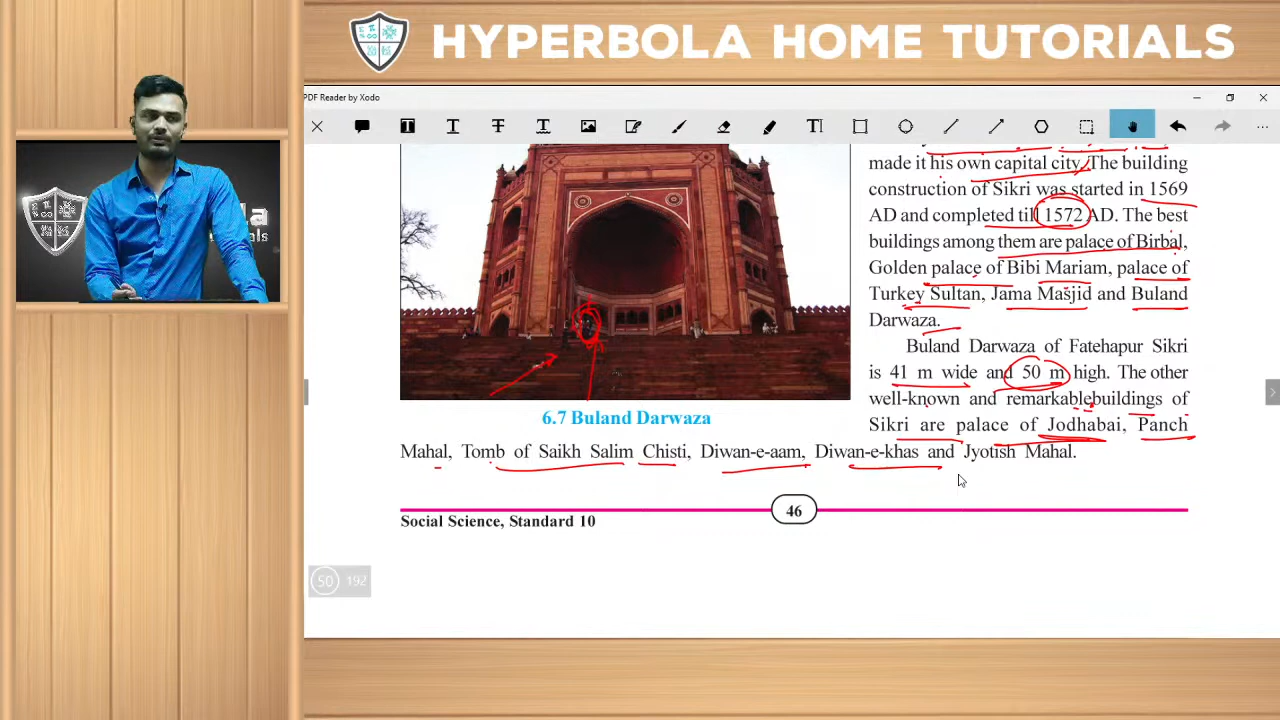 HYPERBOLA HOME TUTORIALS
PDF Reader by Xodo
made it his own capital city. The building
construction of Sikri was started in 1569
AD and completed till 1572 AD. The best
buildings among them are palace of Birbal,
Golden palace of Bibi Mariam, palace of
Turkey Sultan, Jama Masjid and Buland
Darwaza.
Buland Darwaza of Fatehapur Sikri
is 41 m wide and 50 m high. The other
well-known and remarkablebuildings of
Sikri are palace of Jodhabai, Panch
6.7 Buland Darwaza
Mahal, Tomb of Saikh Salim Chisti, Diwan-e-aam, Diwan-e-khas and Jyotish Mahal.
46
Social Science, Standard 10
50 192